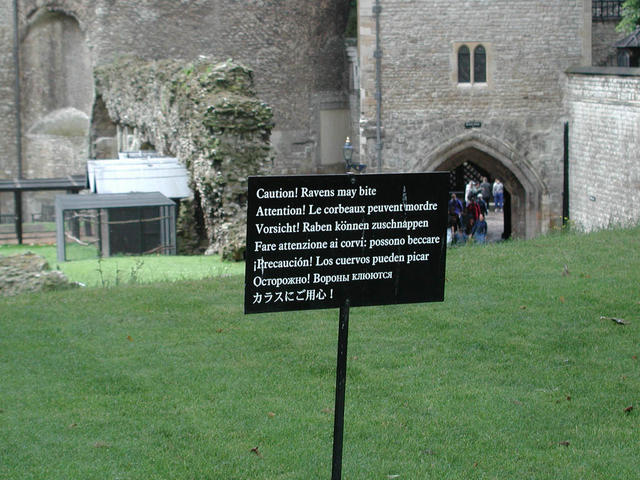 Caution! Ravens may bite
Attention! Le corbeaux peuvent mordre
Vorsicht! Raben können zuschnappen
Fare attenzione ai corvi: possono beccare
¡Precaución! Los cuervos pueden picar
Осторожно! Вороны клюются
カラスにご用心！